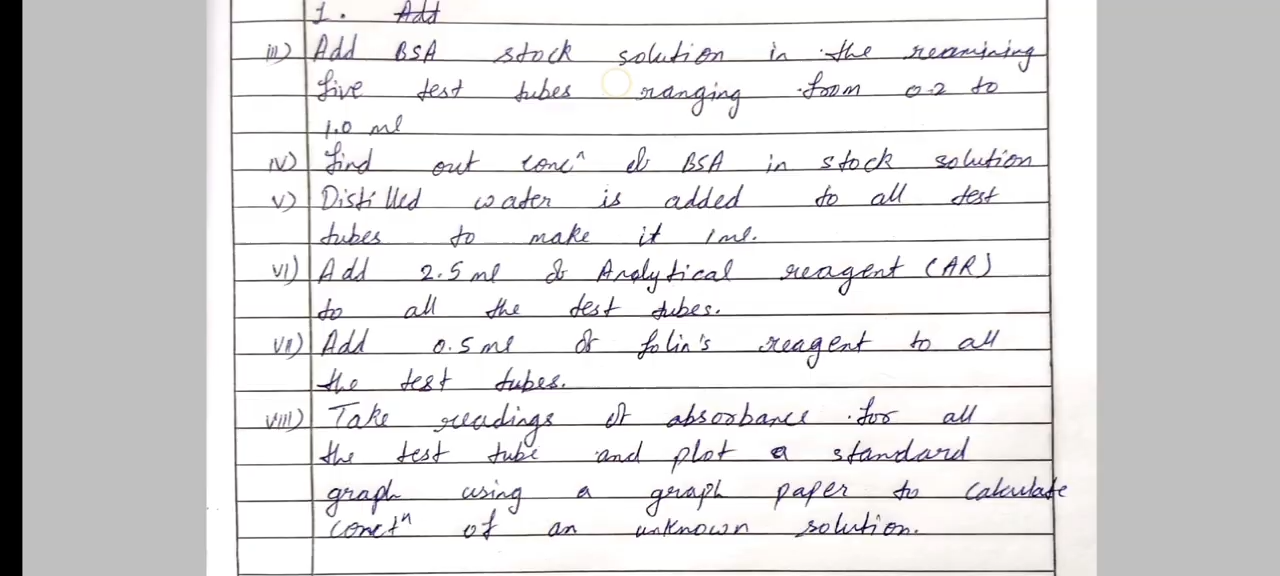 1. Add
iii) Add BSA stock solution in the reamining
five test tubes ranging from 0.2 to
1.0 ml
iv) find out concⁿ of BSA in stock solution
v) Distilled water is added to all test
tubes to make it 1ml.
vi) Add 2.5 ml of Analytical reagent (AR)
to all the test tubes.
vii) Add 0.5 ml of folin's reagent to all
the test tubes.
viii) Take readings of absorbance for all
the test tube and plot a standard
graph using a graph paper to calculate
conctⁿ of an unknown solution.